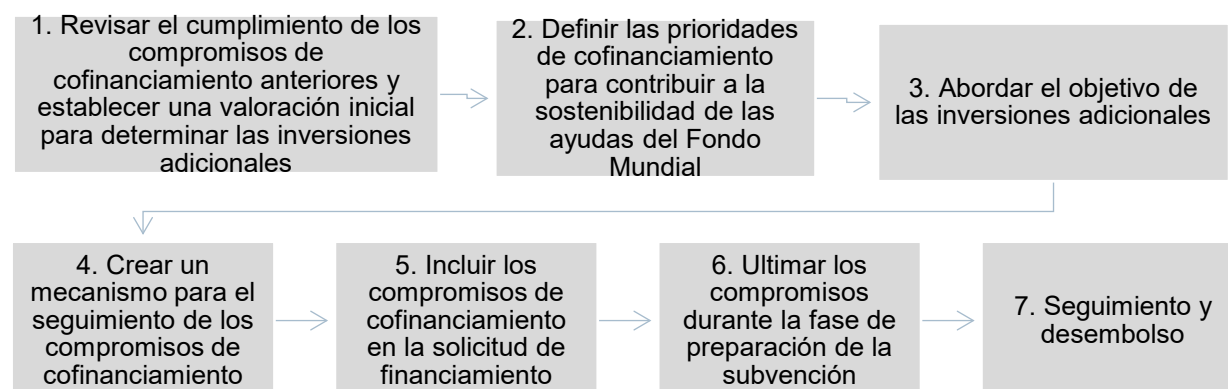 1. Revisar el cumplimiento de los
compromisos de
cofinanciamiento anteriores y
establecer una valoración inicial
para determinar las inversiones
adicionales
2. Definir las prioridades
de cofinanciamiento
para contribuir a la
sostenibilidad de las
ayudas del Fondo
Mundial
3. Abordar el objetivo de
las inversiones adicionales
4. Crear un
mecanismo para el
seguimiento de los
compromisos de
cofinanciamiento
5. Incluir los
compromisos de
cofinanciamiento
en la solicitud de
financiamiento
6. Ultimar los
compromisos
durante la fase de
preparación de la
subvención
7. Seguimiento y
desembolso